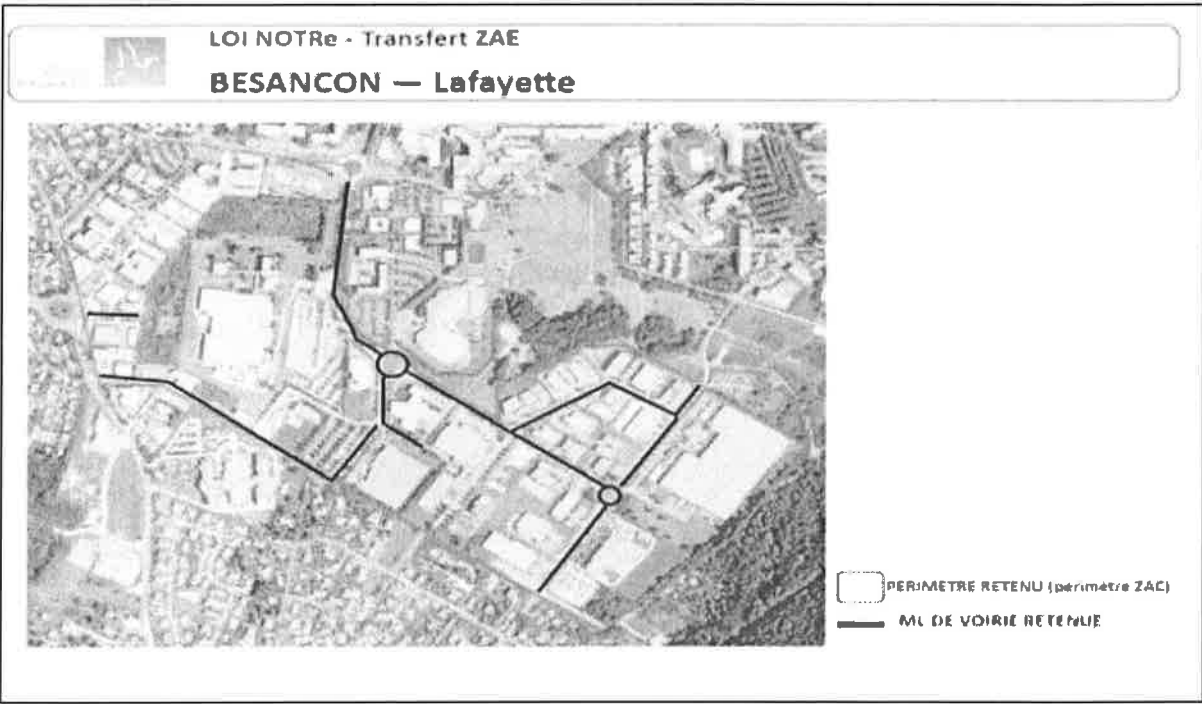 LOI NOTRe - Transfert ZAE
BESANCON — Lafayette
PERIMETRE RETENU (périmètre ZAC)
ML DE VOIRIE RETENUE